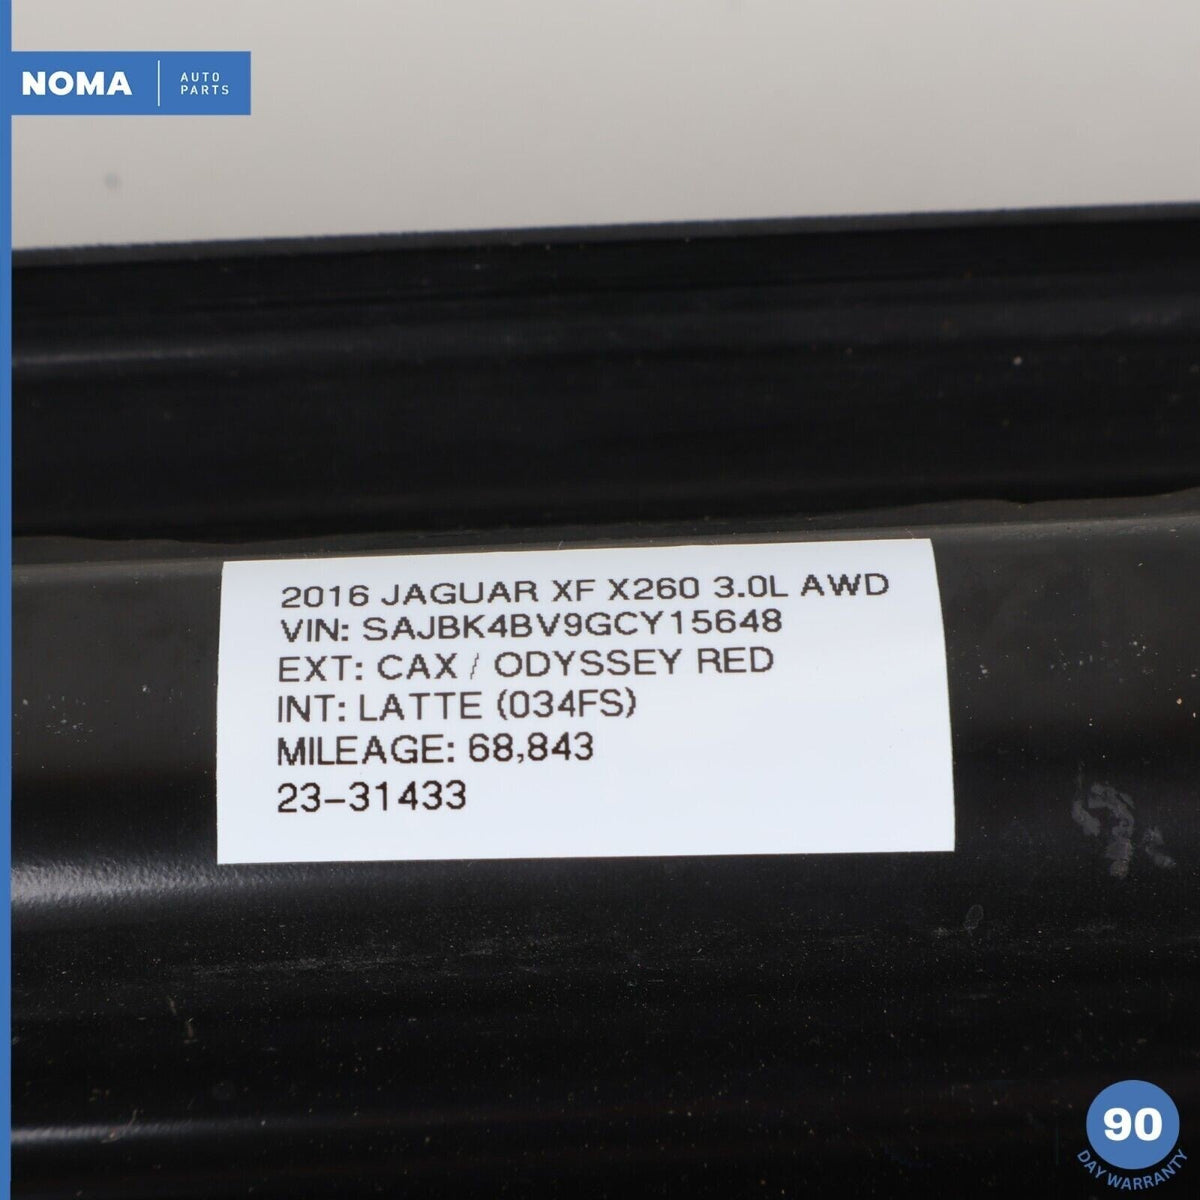 NOMA AUTO
PARTS
2016 JAGUAR XF X260 3.0L AWD
VIN: SAJBK4BV9GCY15648
EXT: CAX / ODYSSEY RED
INT: LATTE (034FS)
MILEAGE: 68,843
23-31433
90
DAY WARRANTY